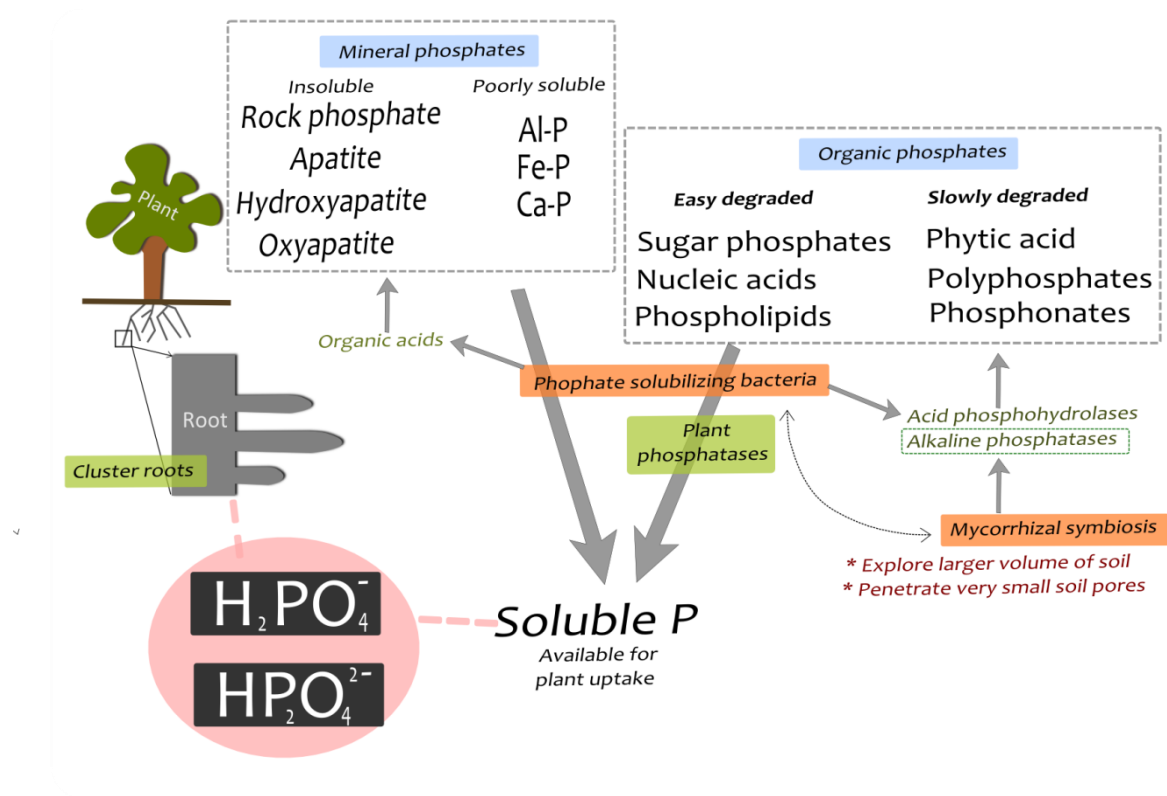 Mineral phosphates
Insoluble
Rock phosphate
Apatite
Hydroxyapatite
Oxyapatite
Poorly soluble
Al-P
Fe-P
Ca-P
Organic phosphates
Easy degraded
Sugar phosphates
Nucleic acids
Phospholipids
Slowly degraded
Phytic acid
Polyphosphates
Phosphonates
Plant
Organic acids
Phophate solubilizing bacteria
Acid phosphohydrolases
Alkaline phosphatases
Plant
phosphatases
Root
Cluster roots
Mycorrhizal symbiosis
* Explore larger volume of soil
* Penetrate very small soil pores
H₂PO₄⁻
HP₂O₄²⁻
Soluble P
Available for
plant uptake